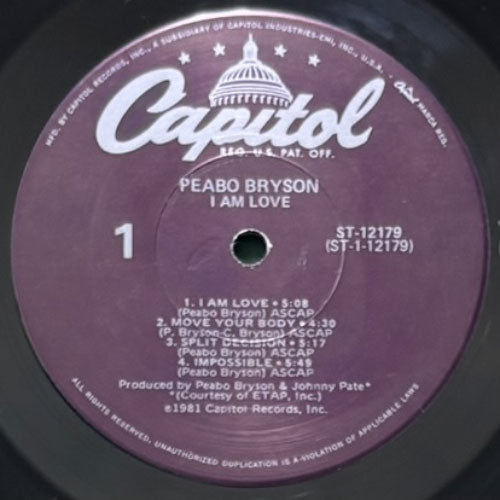 MFD. BY CAPITOL RECORDS, INC., A SUBSIDIARY OF CAPITOL INDUSTRIES-EMI, INC., U.S.A. • Capitol MARCA REG.
Capitol
REG. U.S. PAT. OFF.
PEABO BRYSON
I AM LOVE
1
ST-12179
(ST-1-12179)
1. I AM LOVE • 5:08
(Peabo Bryson) ASCAP
2. MOVE YOUR BODY • 4:30
(P. Bryson-C. Bryson) ASCAP
3. SPLIT DECISION • 5:17
(Peabo Bryson) ASCAP
4. IMPOSSIBLE • 5:49
(Peabo Bryson) ASCAP
Produced by Peabo Bryson & Johnny Pate*
*(Courtesy of ETAP, Inc.)
℗1981 Capitol Records, Inc.
ALL RIGHTS RESERVED. UNAUTHORIZED DUPLICATION IS A VIOLATION OF APPLICABLE LAWS